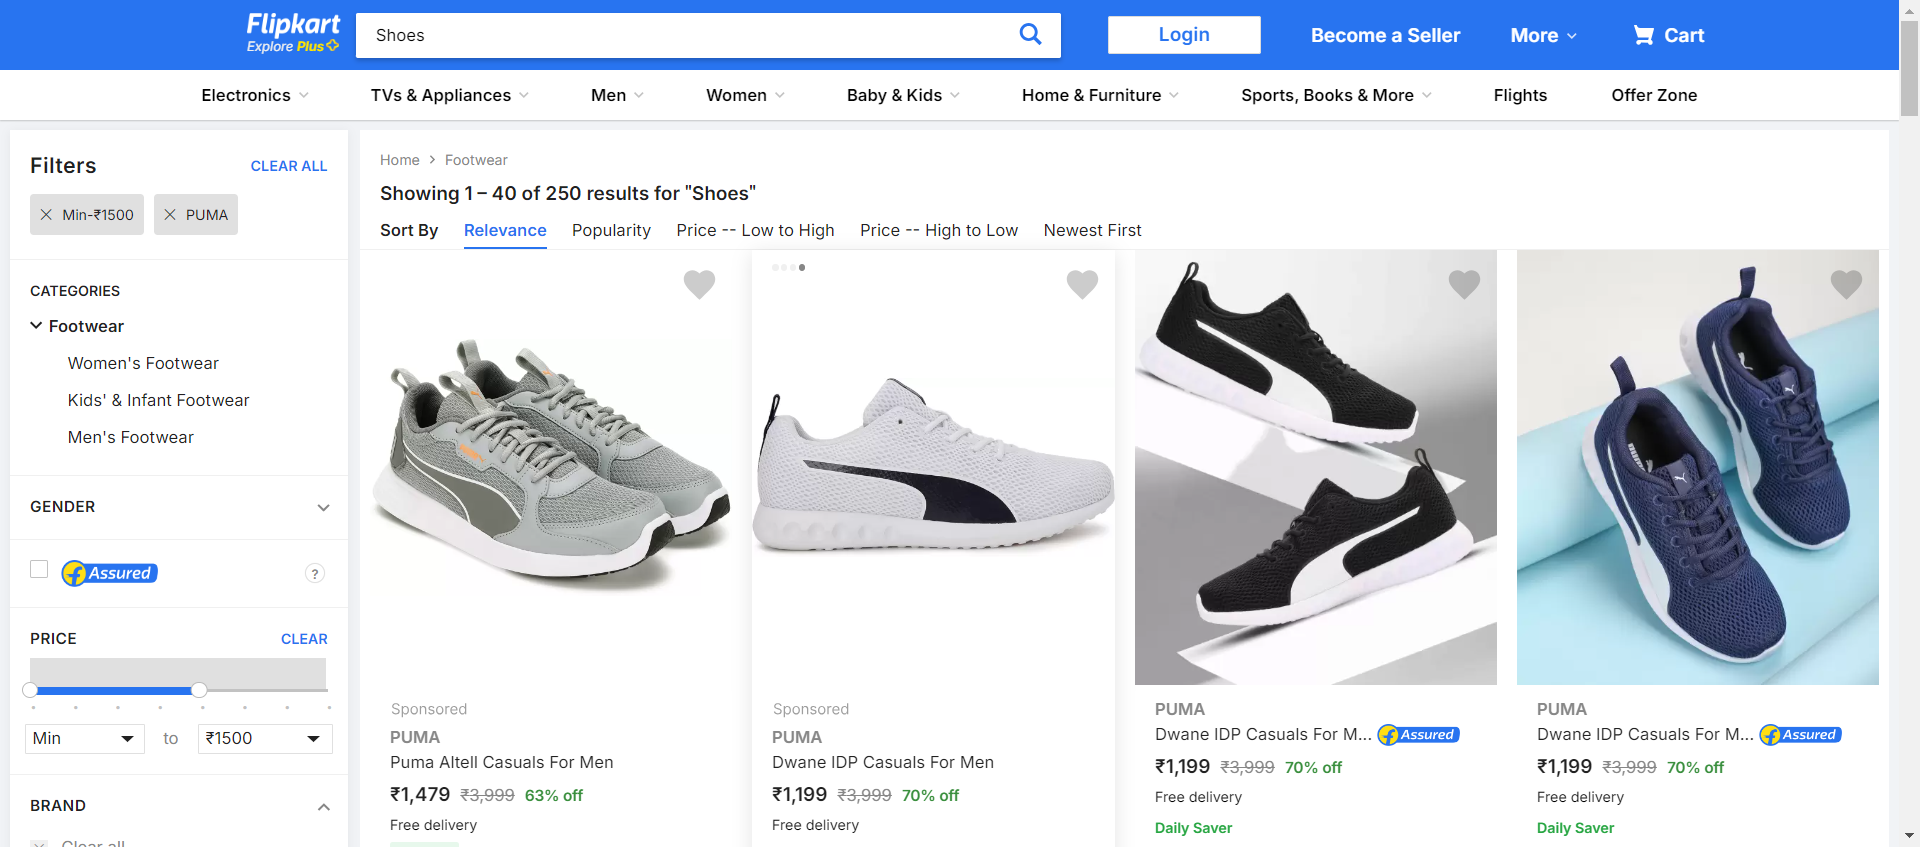 Flipkart
Explore Plus
Shoes
Login
Become a Seller
More
Cart
Electronics
TVs & Appliances
Men
Women
Baby & Kids
Home & Furniture
Sports, Books & More
Flights
Offer Zone
Filters
CLEAR ALL
Min-₹1500
PUMA
CATEGORIES
Footwear
Women's Footwear
Kids' & Infant Footwear
Men's Footwear
GENDER
Assured
?
PRICE
CLEAR
Min
to
₹1500
BRAND
Clear all
Home
Footwear
Showing 1 – 40 of 250 results for "Shoes"
Sort By
Relevance
Popularity
Price -- Low to High
Price -- High to Low
Newest First
Sponsored
PUMA
Puma Altell Casuals For Men
₹1,479 ₹3,999 63% off
Free delivery
Sponsored
PUMA
Dwane IDP Casuals For Men
₹1,199 ₹3,999 70% off
Free delivery
PUMA
Dwane IDP Casuals For M... Assured
₹1,199 ₹3,999 70% off
Free delivery
Daily Saver
PUMA
Dwane IDP Casuals For M... Assured
₹1,199 ₹3,999 70% off
Free delivery
Daily Saver